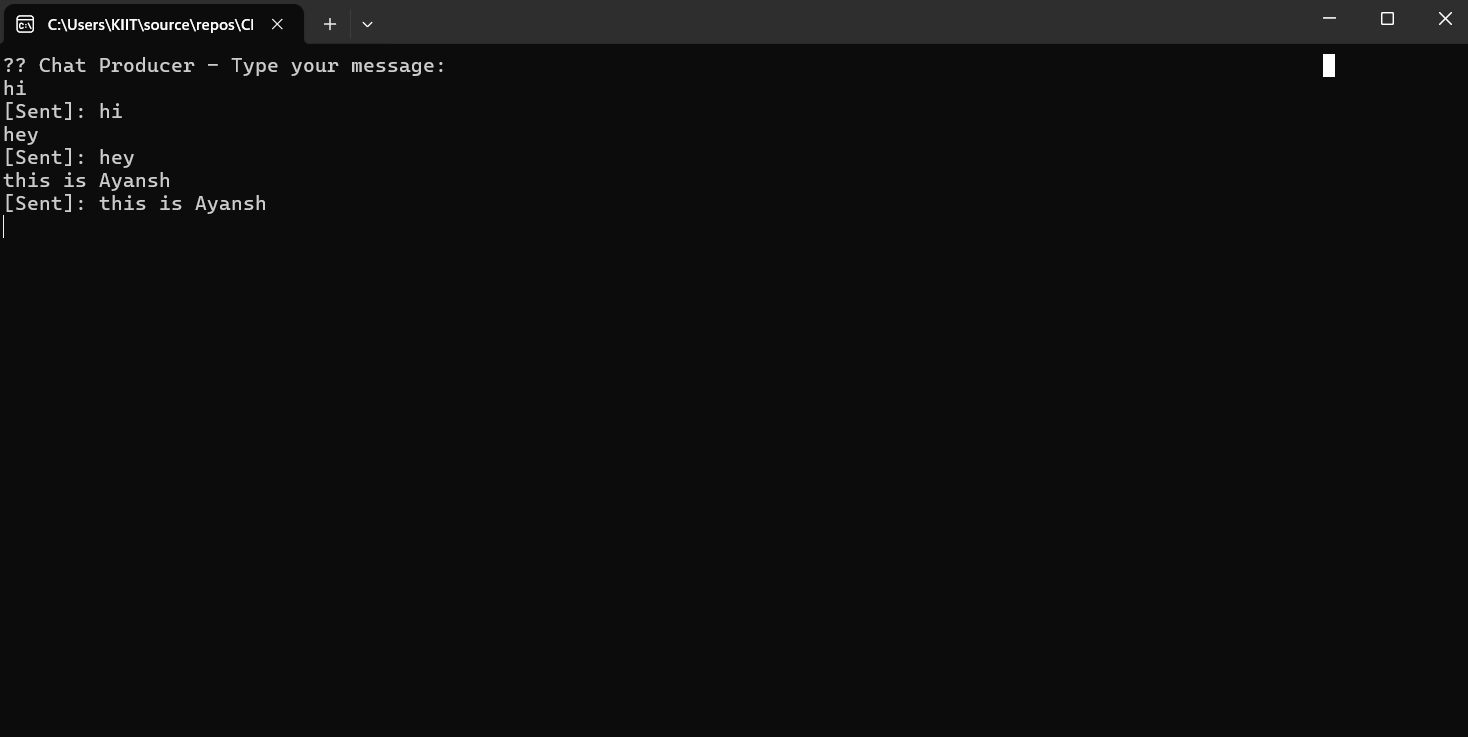 C:\Users\KIIT\source\repos\Cl
?? Chat Producer - Type your message:
hi
[Sent]: hi
hey
[Sent]: hey
this is Ayansh
[Sent]: this is Ayansh